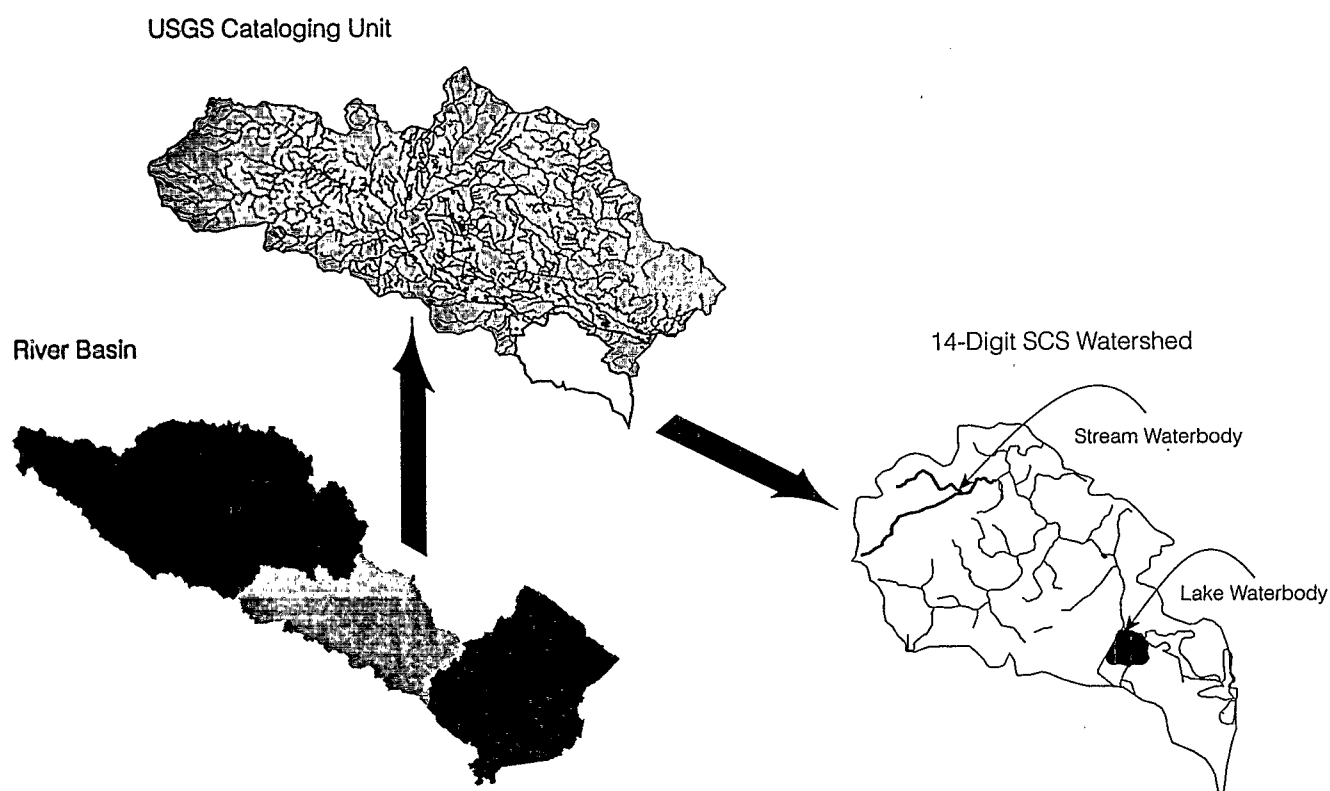 USGS Cataloging Unit
River Basin
14-Digit SCS Watershed
Stream Waterbody
Lake Waterbody